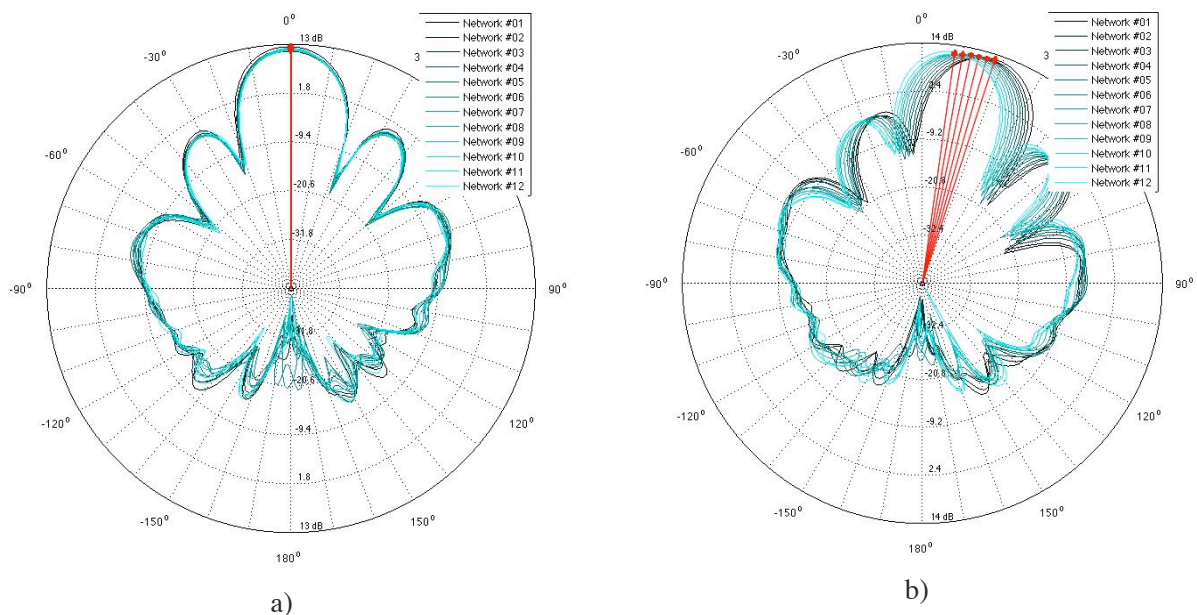 0°
13 dB
-30°
3
1.8
-9.4
-60°
-20.6
-31.8
-90°
90°
-31.8
-20.6
-120°
120°
-9.4
1.8
-150°
150°
13 dB
180°
Network #01
Network #02
Network #03
Network #04
Network #05
Network #06
Network #07
Network #08
Network #09
Network #10
Network #11
Network #12
a)
0°
14 dB
-30°
3
2.4
-9.2
-60°
-20.8
-32.4
-90°
90°
-32.4
-20.8
-120°
120°
-9.2
2.4
-150°
150°
14 dB
180°
Network #01
Network #02
Network #03
Network #04
Network #05
Network #06
Network #07
Network #08
Network #09
Network #10
Network #11
Network #12
b)